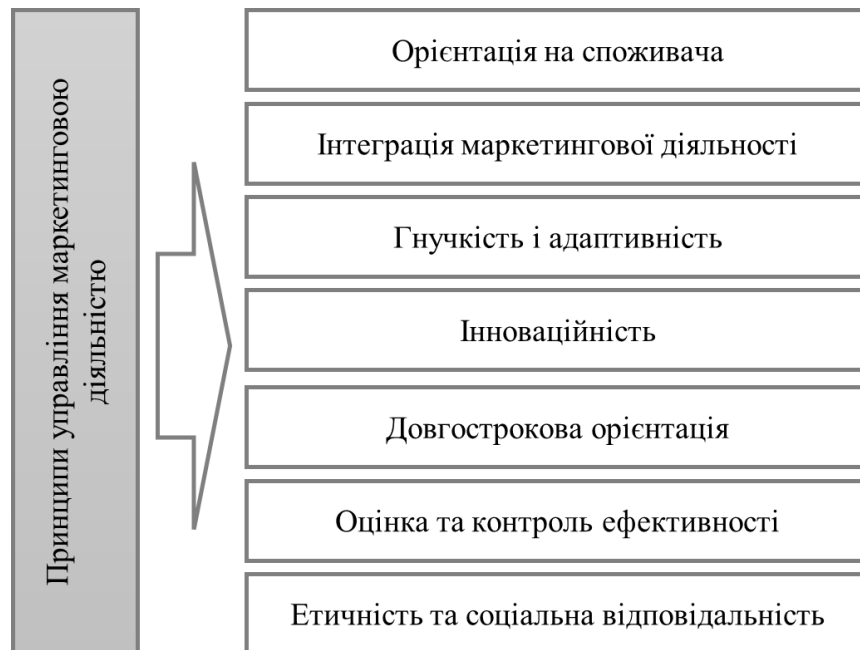 Принципи управління маркетинговою
діяльністю
Орієнтація на споживача
Інтеграція маркетингової діяльності
Гнучкість і адаптивність
Інноваційність
Довгострокова орієнтація
Оцінка та контроль ефективності
Етичність та соціальна відповідальність